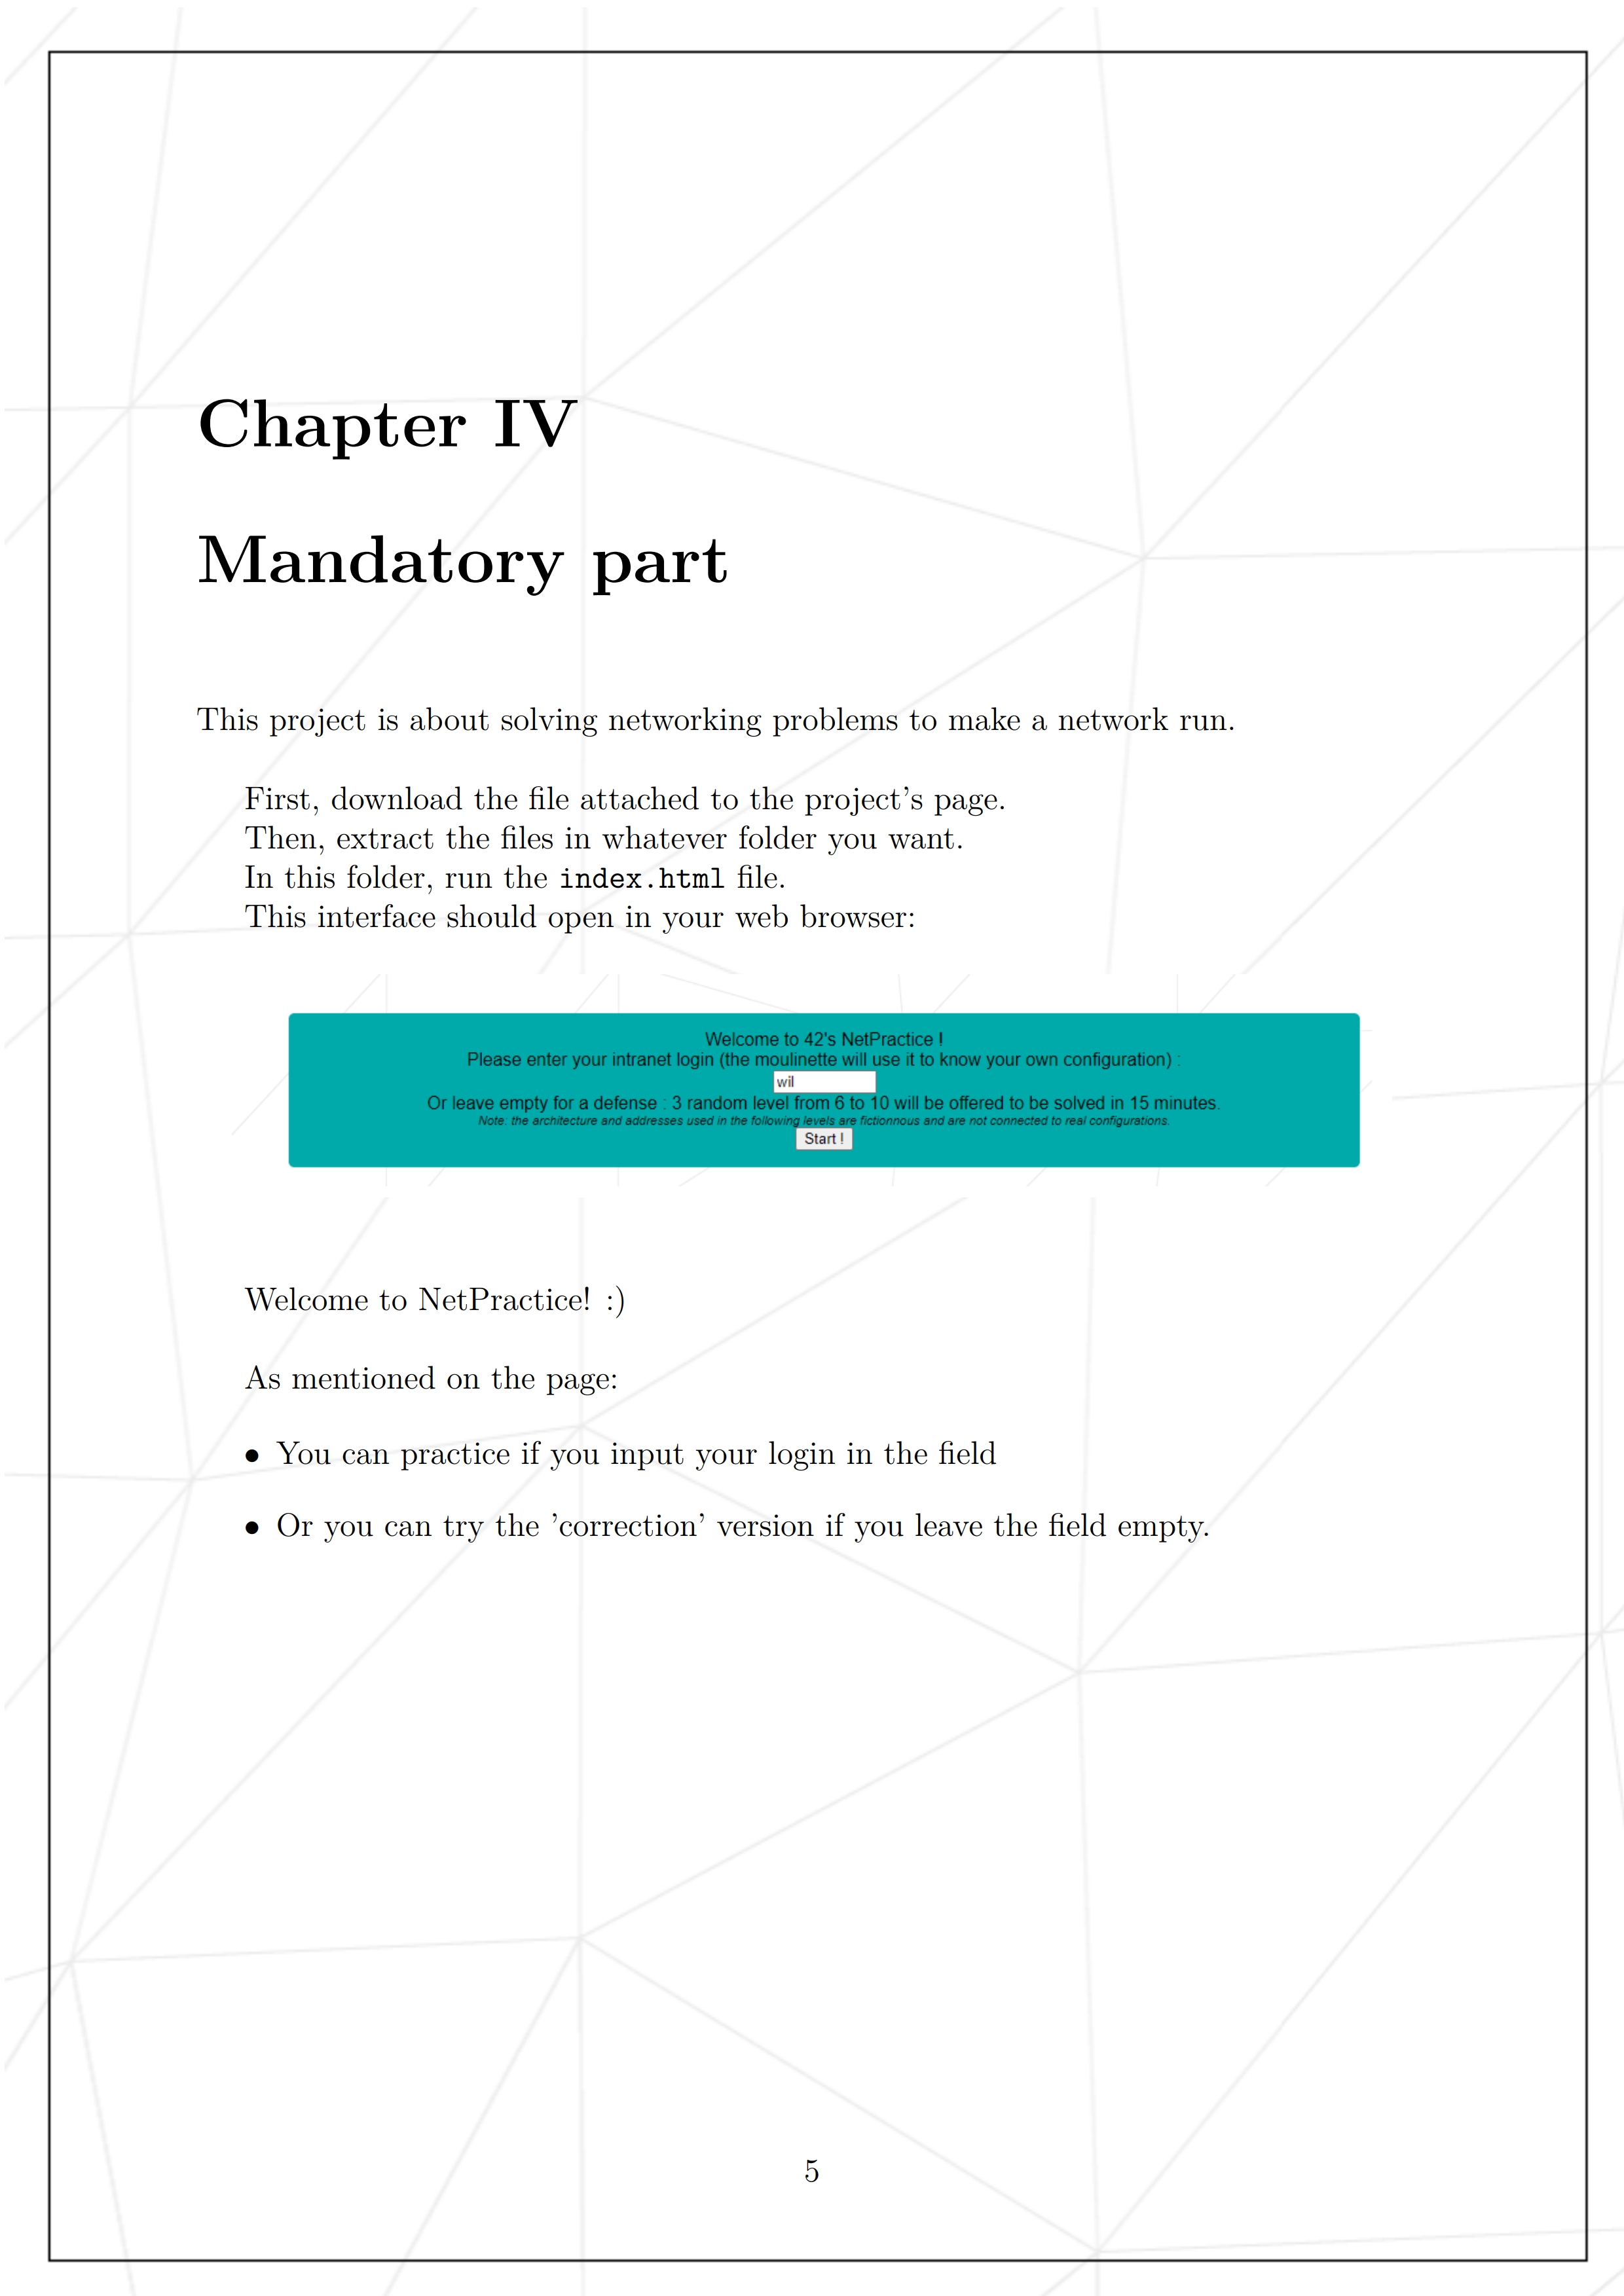 Chapter IV
Mandatory part
This project is about solving networking problems to make a network run.
First, download the file attached to the project's page.
Then, extract the files in whatever folder you want.
In this folder, run the index.html file.
This interface should open in your web browser:
Welcome to 42's NetPractice !
Please enter your intranet login (the moulinette will use it to know your own configuration) :
wil
Or leave empty for a defense : 3 random level from 6 to 10 will be offered to be solved in 15 minutes.
Note: the architecture and addresses used in the following levels are fictionnous and are not connected to real configurations.
Start !
Welcome to NetPractice! :)
As mentioned on the page:
• You can practice if you input your login in the field
• Or you can try the 'correction' version if you leave the field empty.
5